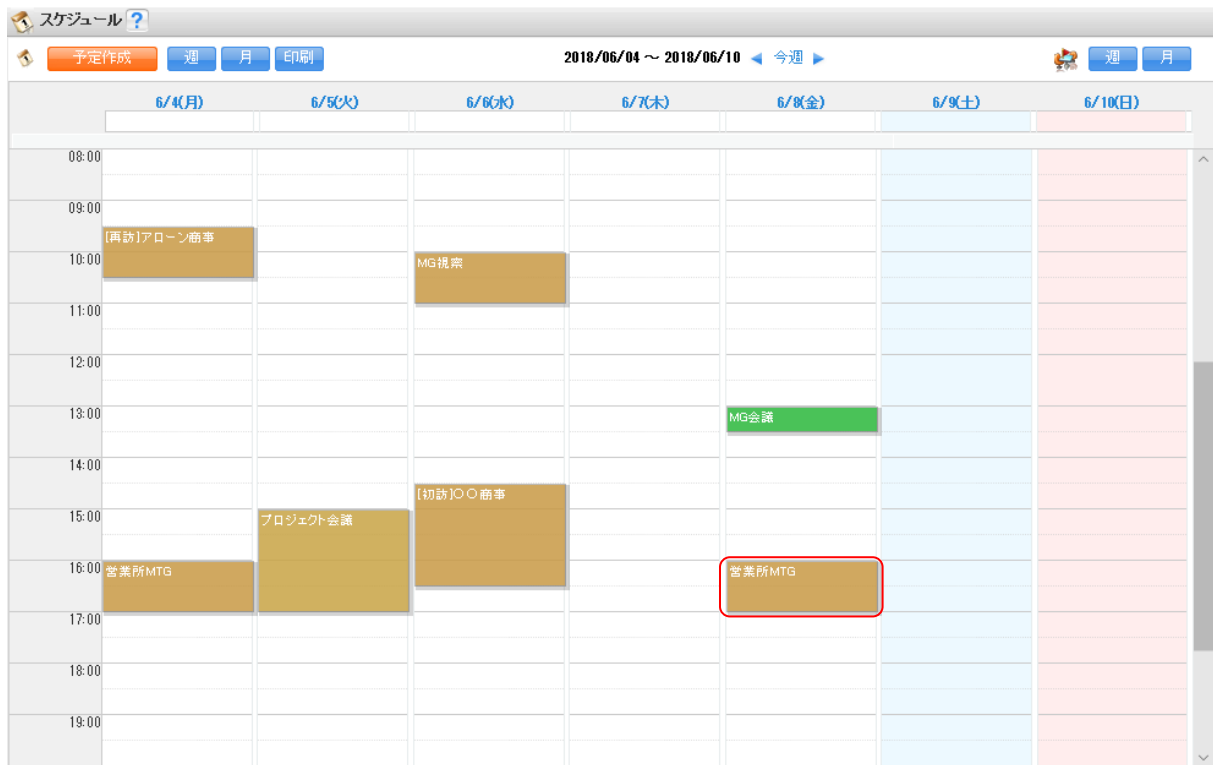 スケジュール ?
予定作成 週 月 印刷 2018/06/04 ~ 2018/06/10 ◀ 今週 ▶ 週 月
6/4(月) 6/5(火) 6/6(水) 6/7(木) 6/8(金) 6/9(土) 6/10(日)
08:00
09:00
[再訪]アローン商事
10:00
MG視察
11:00
12:00
13:00
MG会議
14:00
[初訪]〇〇商事
15:00
プロジェクト会議
16:00
営業所MTG
営業所MTG
17:00
18:00
19:00